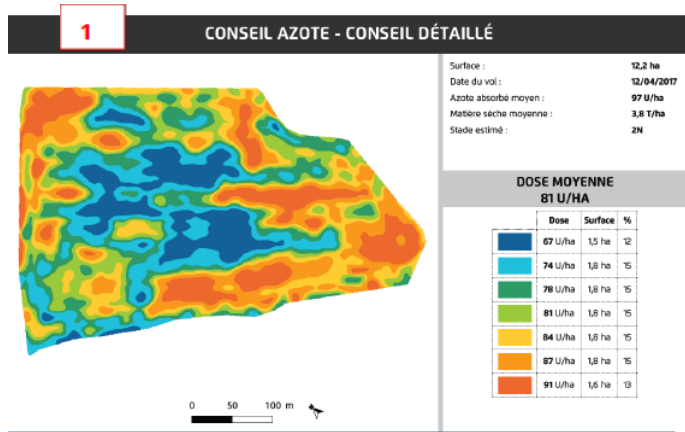 1
CONSEIL AZOTE - CONSEIL DÉTAILLÉ
Surface : 12,2 ha
Date du vol : 12/04/2017
Azote absorbé moyen : 97 U/ha
Matière sèche moyenne : 3,8 T/ha
Stade estimé : 2N
DOSE MOYENNE
81 U/HA
Dose Surface %
67 U/ha 1,5 ha 12
74 U/ha 1,8 ha 15
78 U/ha 1,8 ha 15
81 U/ha 1,8 ha 15
84 U/ha 1,8 ha 15
87 U/ha 1,8 ha 15
91 U/ha 1,6 ha 13
0 50 100 m